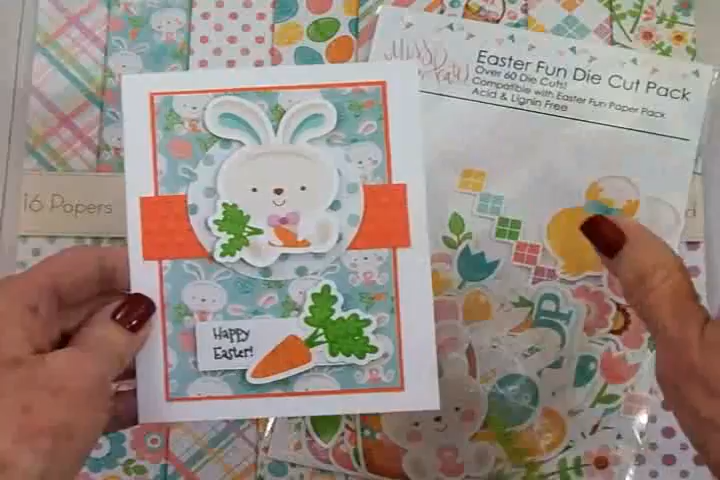 Easter Fun Die Cut Pack
Over 60 Die Cuts!
Compatible with Easter Fun Paper Pack
Acid & Lignin Free
16 Papers
Happy
Easter!